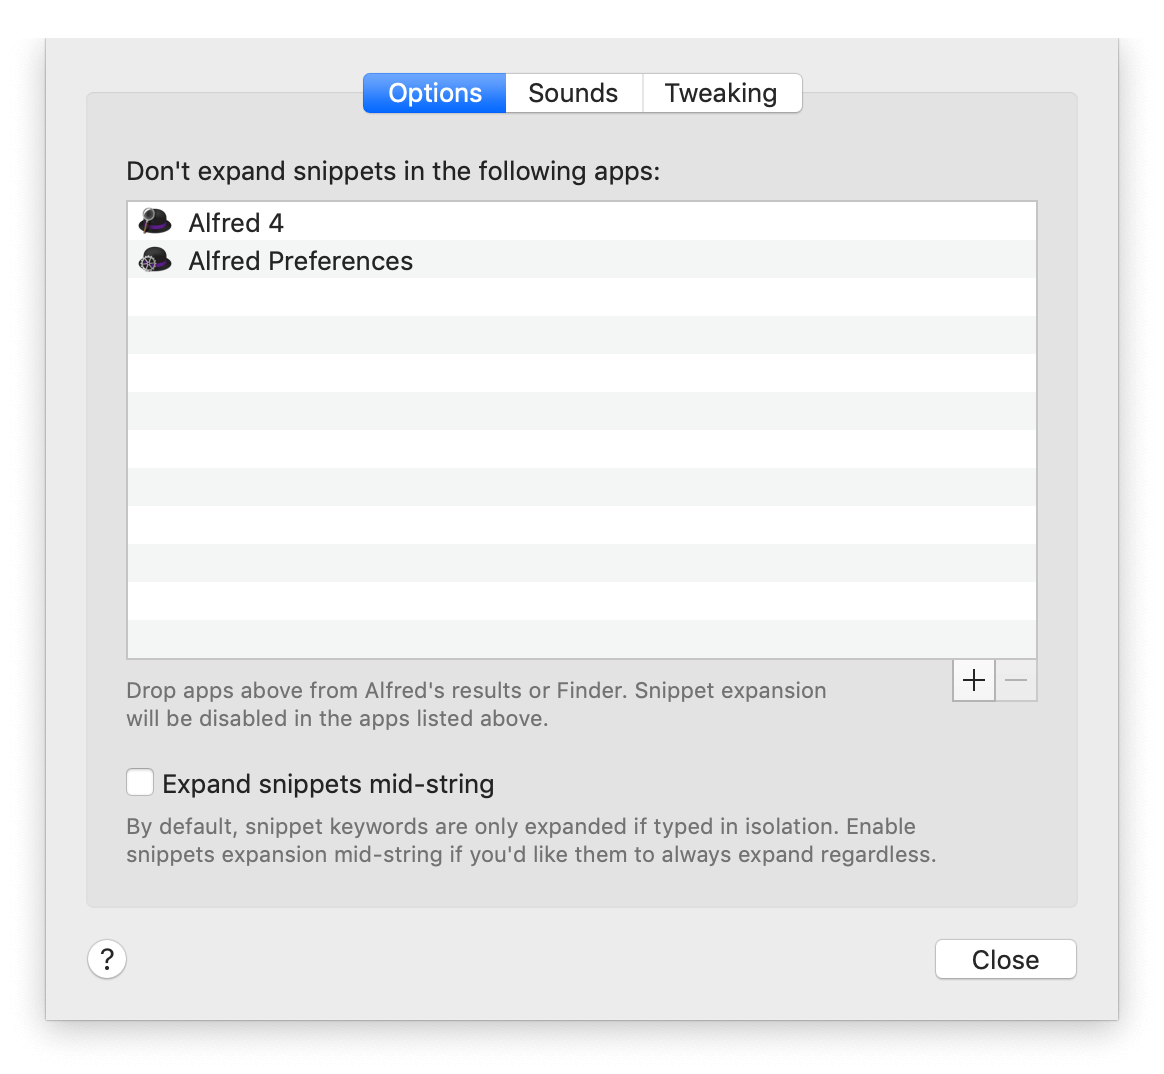 Options Sounds Tweaking
Don't expand snippets in the following apps:
Alfred 4
Alfred Preferences
Drop apps above from Alfred's results or Finder. Snippet expansion
will be disabled in the apps listed above.
Expand snippets mid-string
By default, snippet keywords are only expanded if typed in isolation. Enable
snippets expansion mid-string if you'd like them to always expand regardless.
? Close